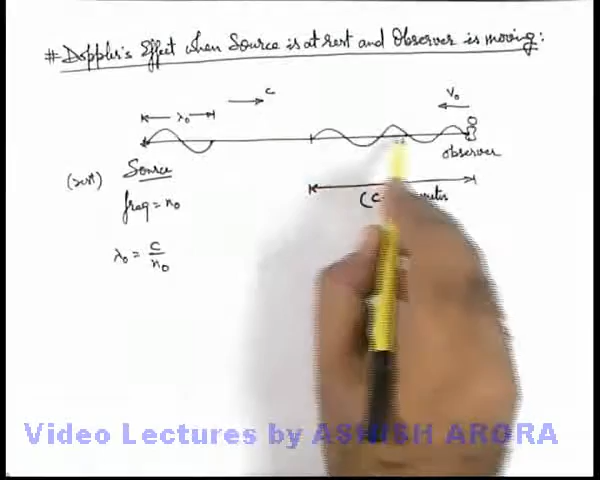 # Doppler's Effect when Source is at rest and Observer is moving:
c
λ₀
v₀
observer
(rest) Source
(c
freq = n₀
λ₀ = c/n₀
Video Lectures by ASHISH ARORA